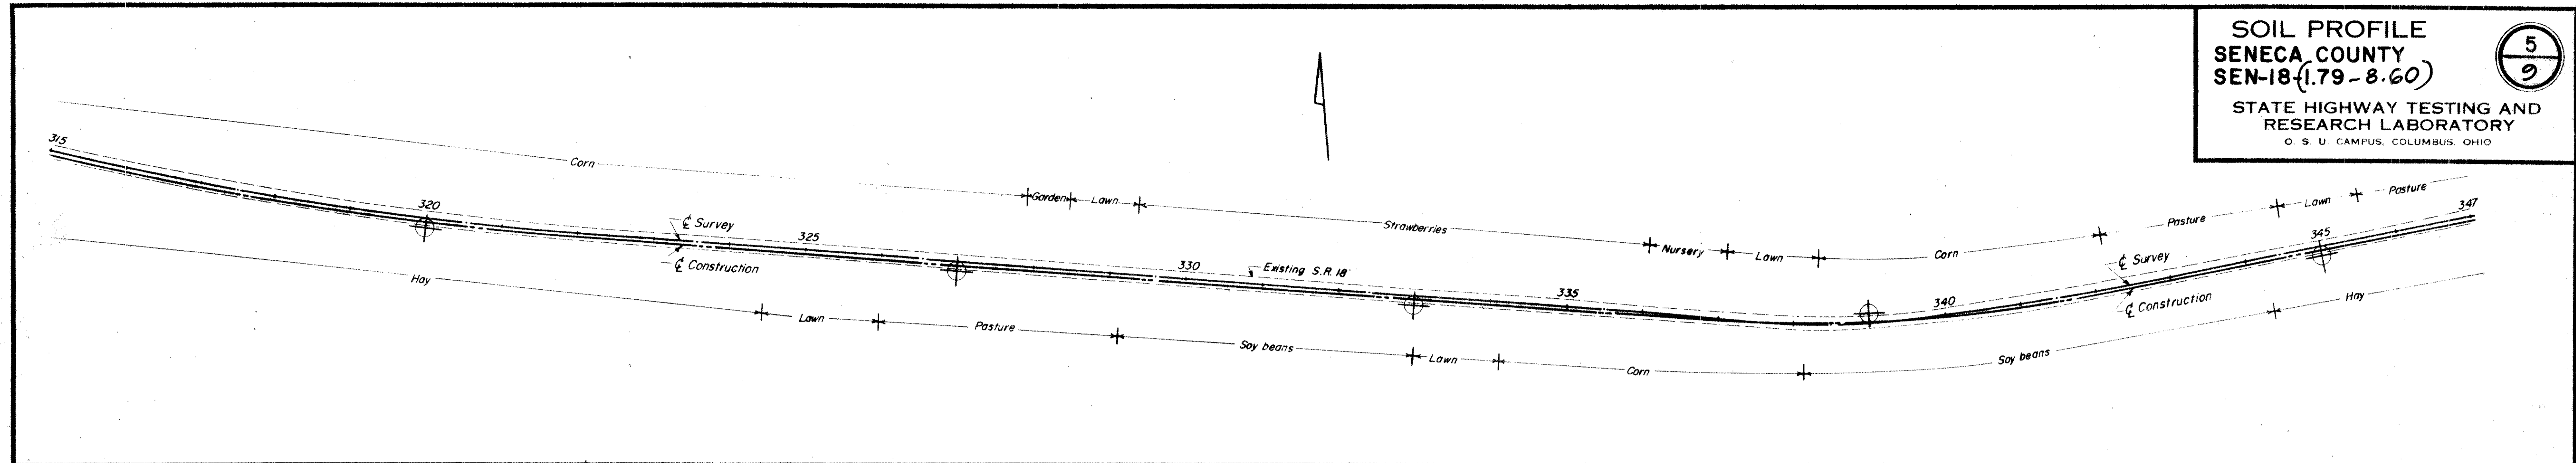 SOIL PROFILE
SENECA COUNTY
SEN-18-(1.79-8.60)
5
9
STATE HIGHWAY TESTING AND
RESEARCH LABORATORY
O. S. U. CAMPUS, COLUMBUS, OHIO
315
Corn
320
℄ Survey
℄ Construction
325
Garden
Lawn
Strawberries
330
Existing S.R. 18
335
Nursery
Lawn
Corn
340
Pasture
Lawn
Pasture
℄ Survey
℄ Construction
345
347
Hay
Lawn
Pasture
Soy beans
Lawn
Corn
Soy beans
Hay